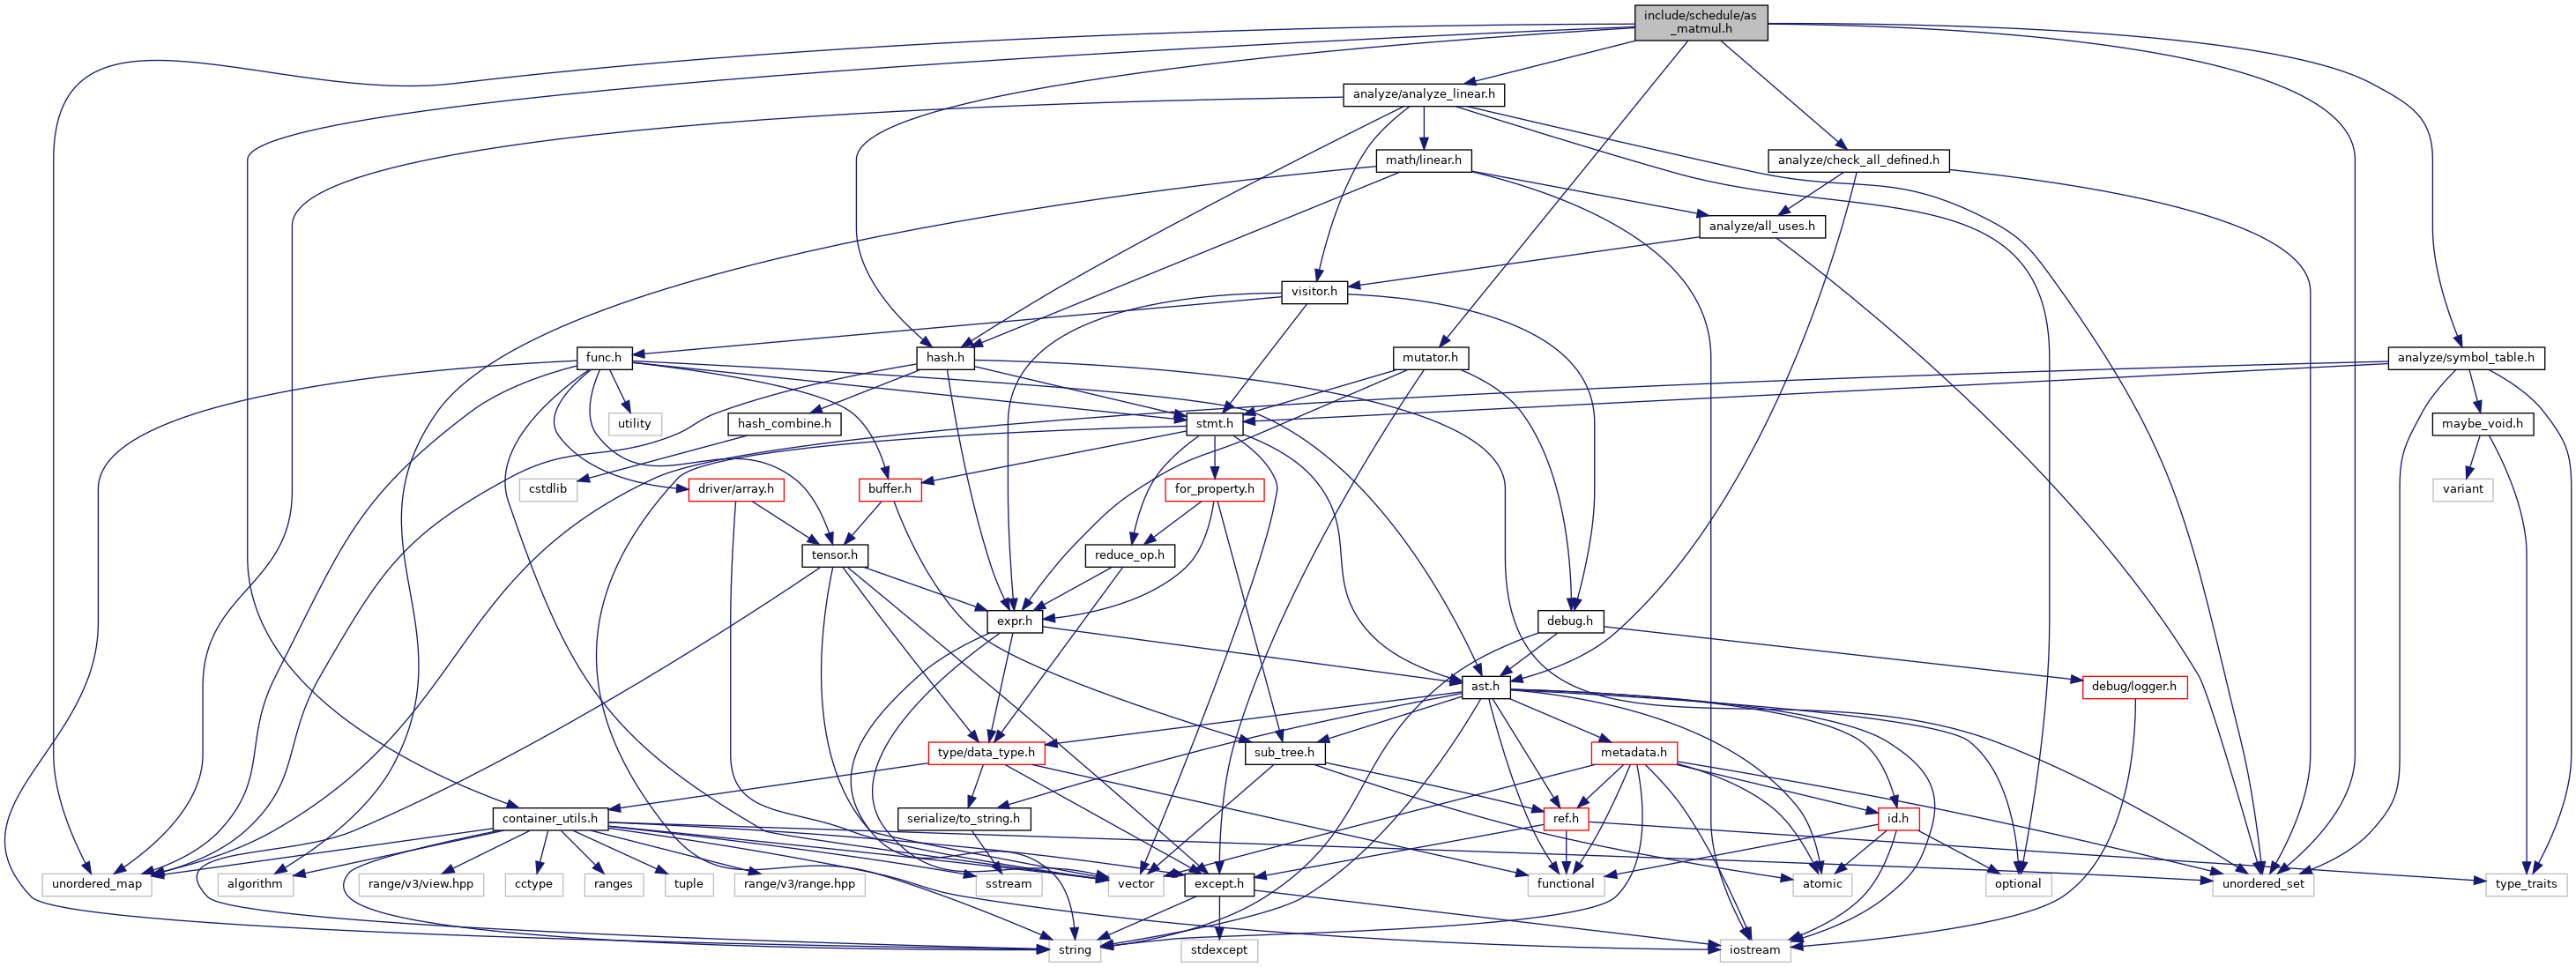 include/schedule/as
_matmul.h
analyze/analyze_linear.h
math/linear.h
analyze/check_all_defined.h
analyze/all_uses.h
visitor.h
func.h
hash.h
mutator.h
analyze/symbol_table.h
utility
hash_combine.h
stmt.h
maybe_void.h
cstdlib
driver/array.h
buffer.h
for_property.h
variant
tensor.h
reduce_op.h
expr.h
debug.h
ast.h
debug/logger.h
type/data_type.h
sub_tree.h
metadata.h
container_utils.h
serialize/to_string.h
ref.h
id.h
unordered_map
algorithm
range/v3/view.hpp
cctype
ranges
tuple
range/v3/range.hpp
sstream
vector
except.h
functional
atomic
optional
unordered_set
type_traits
string
stdexcept
iostream